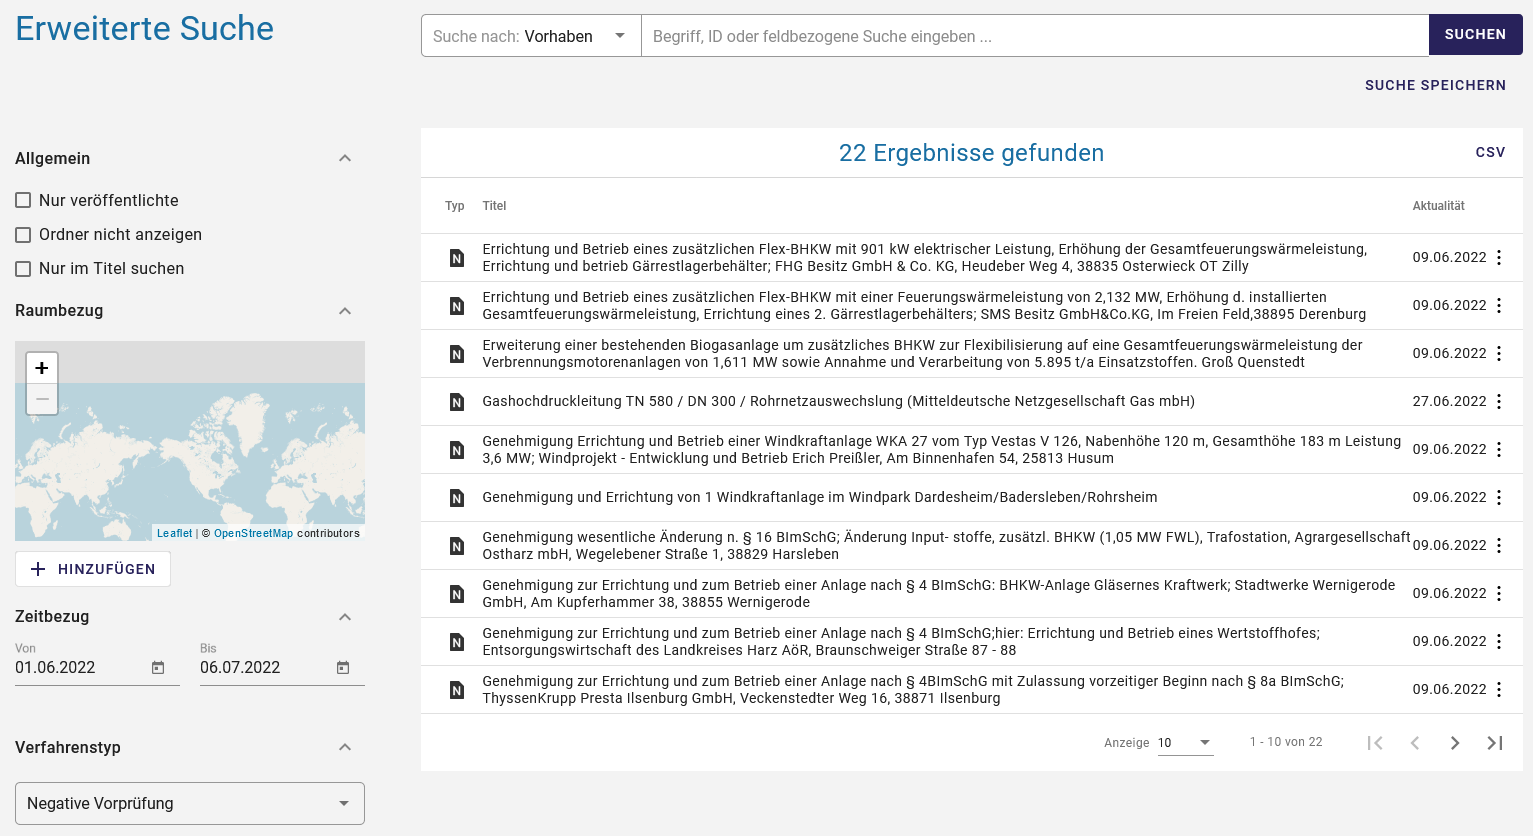 Erweiterte Suche
Suche nach: Vorhaben
Begriff, ID oder feldbezogene Suche eingeben ...
SUCHEN
SUCHE SPEICHERN
Allgemein
Nur veröffentlichte
Ordner nicht anzeigen
Nur im Titel suchen
Raumbezug
+
−
Leaflet | © OpenStreetMap contributors
+ HINZUFÜGEN
Zeitbezug
Von
01.06.2022
Bis
06.07.2022
Verfahrenstyp
Negative Vorprüfung
22 Ergebnisse gefunden
CSV
Typ Titel Aktualität
N Errichtung und Betrieb eines zusätzlichen Flex-BHKW mit 901 kW elektrischer Leistung, Erhöhung der Gesamtfeuerungswärmeleistung,
Errichtung und betrieb Gärrestlagerbehälter; FHG Besitz GmbH & Co. KG, Heudeber Weg 4, 38835 Osterwieck OT Zilly
09.06.2022
N Errichtung und Betrieb eines zusätzlichen Flex-BHKW mit einer Feuerungswärmeleistung von 2,132 MW, Erhöhung d. installierten
Gesamtfeuerungswärmeleistung, Errichtung eines 2. Gärrestlagerbehälters; SMS Besitz GmbH&Co.KG, Im Freien Feld,38895 Derenburg
09.06.2022
N Erweiterung einer bestehenden Biogasanlage um zusätzliches BHKW zur Flexibilisierung auf eine Gesamtfeuerungswärmeleistung der
Verbrennungsmotorenanlagen von 1,611 MW sowie Annahme und Verarbeitung von 5.895 t/a Einsatzstoffen. Groß Quenstedt
09.06.2022
N Gashochdruckleitung TN 580 / DN 300 / Rohrnetzauswechslung (Mitteldeutsche Netzgesellschaft Gas mbH)
27.06.2022
N Genehmigung Errichtung und Betrieb einer Windkraftanlage WKA 27 vom Typ Vestas V 126, Nabenhöhe 120 m, Gesamthöhe 183 m Leistung
3,6 MW; Windprojekt - Entwicklung und Betrieb Erich Preißler, Am Binnenhafen 54, 25813 Husum
09.06.2022
N Genehmigung und Errichtung von 1 Windkraftanlage im Windpark Dardesheim/Badersleben/Rohrsheim
09.06.2022
N Genehmigung wesentliche Änderung n. § 16 BImSchG; Änderung Input- stoffe, zusätzl. BHKW (1,05 MW FWL), Trafostation, Agrargesellschaft
Ostharz mbH, Wegelebener Straße 1, 38829 Harsleben
09.06.2022
N Genehmigung zur Errichtung und zum Betrieb einer Anlage nach § 4 BImSchG: BHKW-Anlage Gläsernes Kraftwerk; Stadtwerke Wernigerode
GmbH, Am Kupferhammer 38, 38855 Wernigerode
09.06.2022
N Genehmigung zur Errichtung und zum Betrieb einer Anlage nach § 4 BImSchG;hier: Errichtung und Betrieb eines Wertstoffhofes;
Entsorgungswirtschaft des Landkreises Harz AöR, Braunschweiger Straße 87 - 88
09.06.2022
N Genehmigung zur Errichtung und zum Betrieb einer Anlage nach § 4BImSchG mit Zulassung vorzeitiger Beginn nach § 8a BImSchG;
ThyssenKrupp Presta Ilsenburg GmbH, Veckenstedter Weg 16, 38871 Ilsenburg
09.06.2022
Anzeige 10 1 - 10 von 22